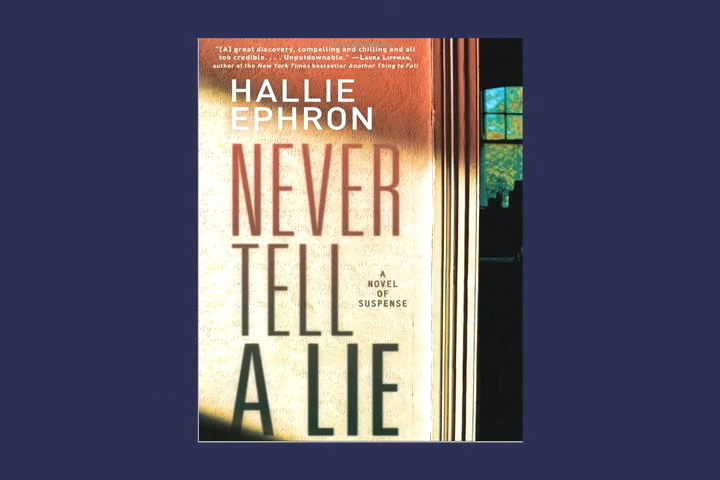 "[A] great discovery, compelling and chilling and all
too credible. . . . Unputdownable." —LAURA LIPPMAN,
author of the New York Times bestseller Another Thing to Fall
HALLIE
EPHRON
NEVER
TELL
A
NOVEL
OF
SUSPENSE
A LIE